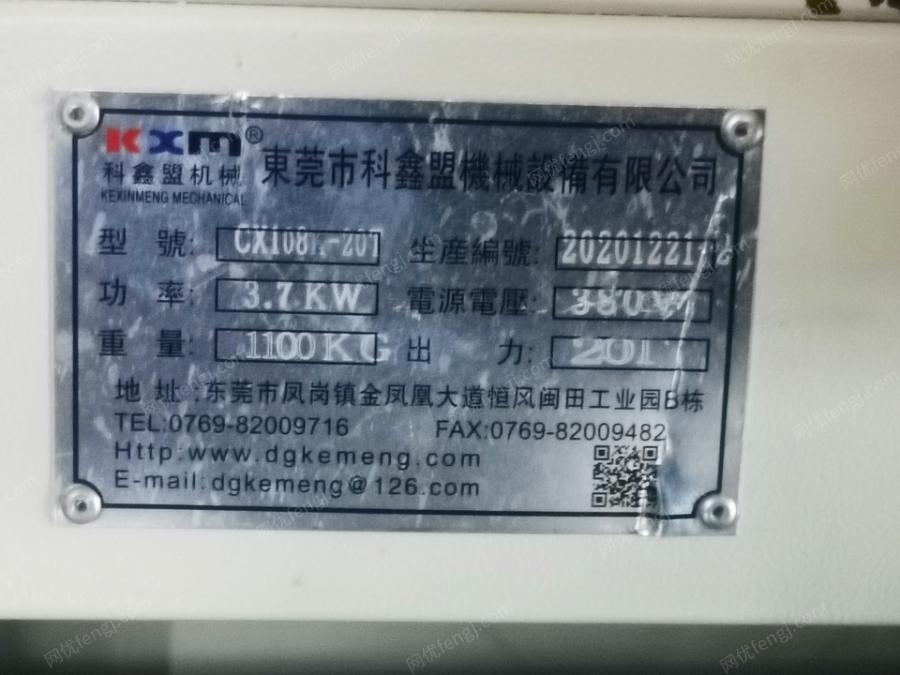 KXM®
東莞市科鑫盟機械設備有限公司
科鑫盟机械
KEXINMENG MECHANICAL
型 號: 生産編號:
功 率: 3.7KW 電源電壓: 380V
重 量: 1100KG 出 力:
地 址:东莞市凤岗镇金凤凰大道恒风闽田工业园B栋
TEL:0769-82009716 FAX:0769-82009482
Http:www.dgkemeng.com
E-mail:dgkemeng@126.com